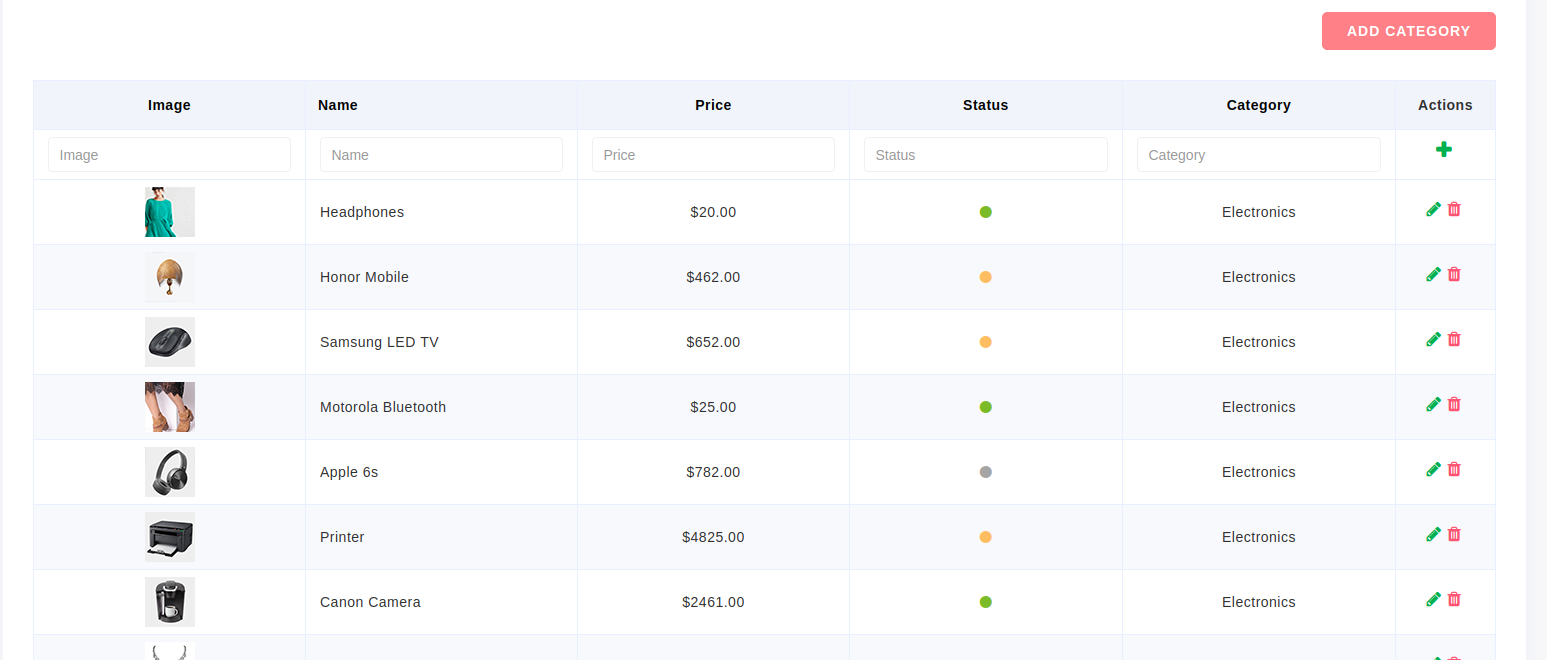 ADD CATEGORY
Image Name Price Status Category Actions
Image Name Price Status Category
Headphones $20.00 Electronics
Honor Mobile $462.00 Electronics
Samsung LED TV $652.00 Electronics
Motorola Bluetooth $25.00 Electronics
Apple 6s $782.00 Electronics
Printer $4825.00 Electronics
Canon Camera $2461.00 Electronics